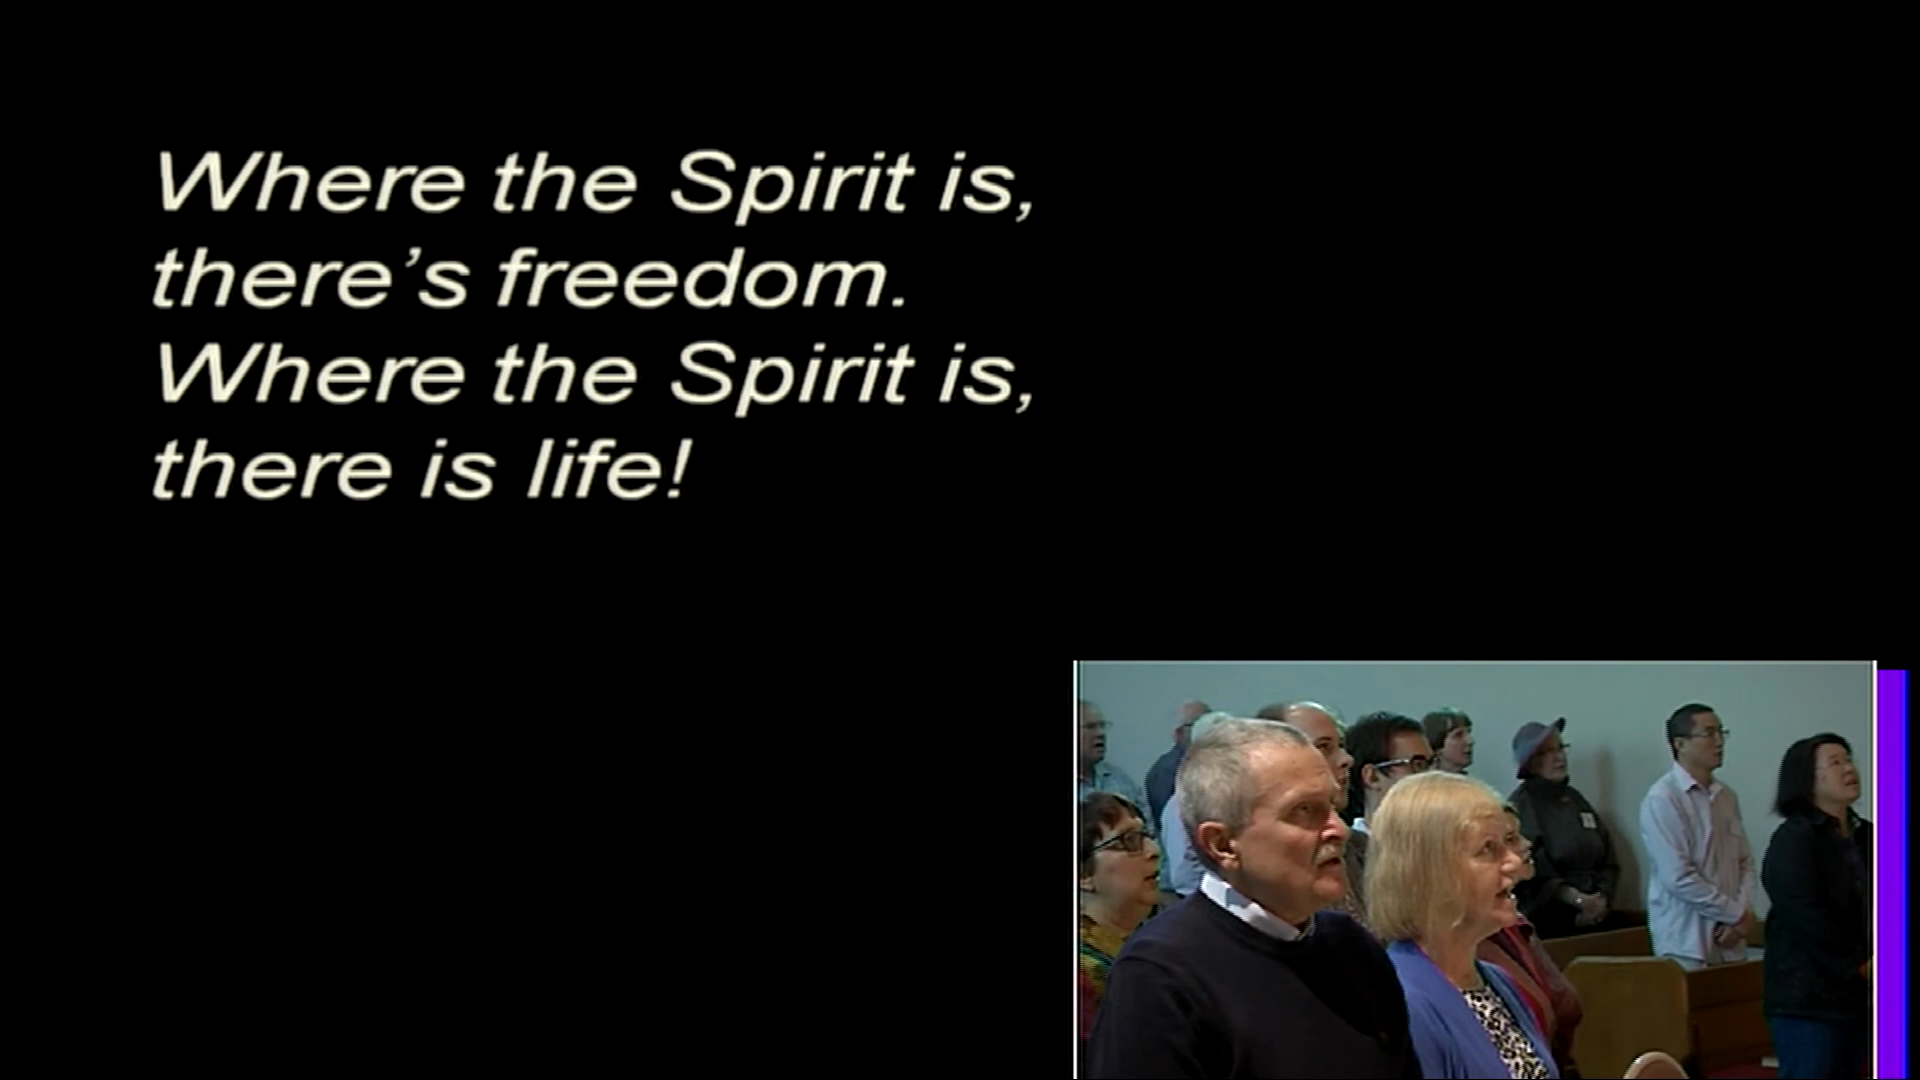 Where the Spirit is,
there’s freedom.
Where the Spirit is,
there is life!